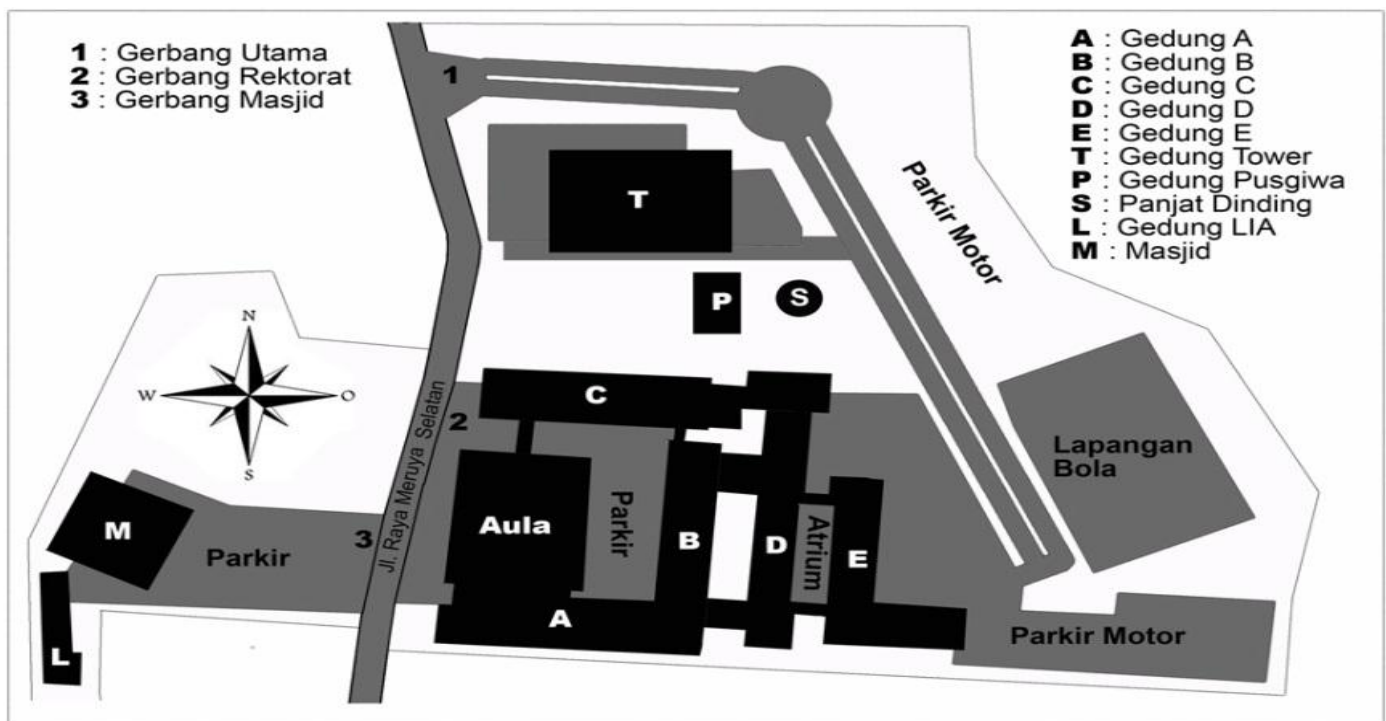 1 : Gerbang Utama
2 : Gerbang Rektorat
3 : Gerbang Masjid
A : Gedung A
B : Gedung B
C : Gedung C
D : Gedung D
E : Gedung E
T : Gedung Tower
P : Gedung Pusgiwa
S : Panjat Dinding
L : Gedung LIA
M : Masjid
1
T
Parkir Motor
P
S
N
W
O
S
Jl. Raya Meruya Selatan
2
C
Lapangan
Bola
M
Parkir
3
Aula
Parkir
B
D
Atrium
E
A
Parkir Motor
L